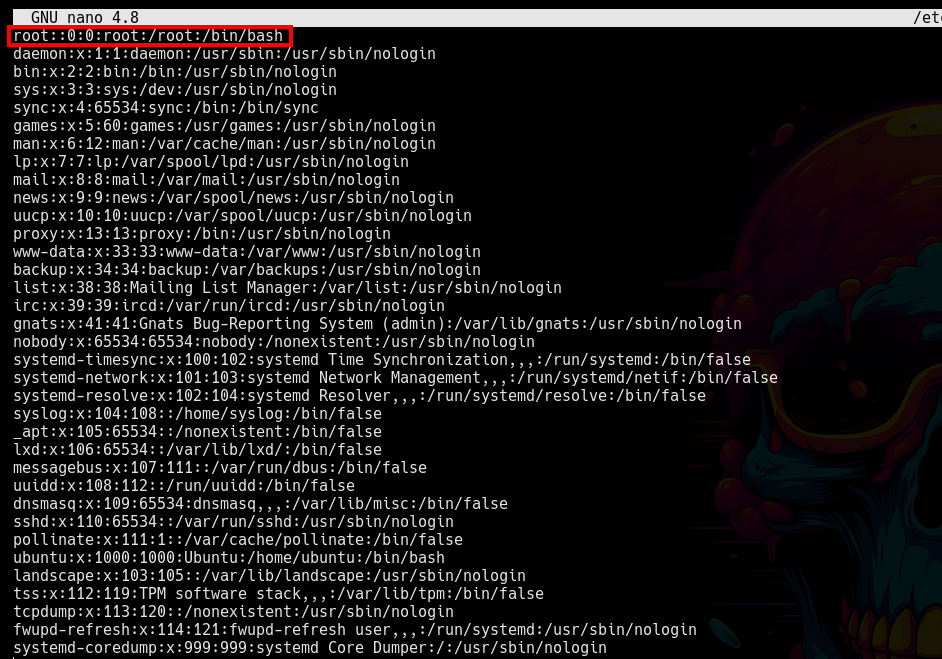 GNU nano 4.8 /etc
root::0:0:root:/root:/bin/bash
daemon:x:1:1:daemon:/usr/sbin:/usr/sbin/nologin
bin:x:2:2:bin:/bin:/usr/sbin/nologin
sys:x:3:3:sys:/dev:/usr/sbin/nologin
sync:x:4:65534:sync:/bin:/bin/sync
games:x:5:60:games:/usr/games:/usr/sbin/nologin
man:x:6:12:man:/var/cache/man:/usr/sbin/nologin
lp:x:7:7:lp:/var/spool/lpd:/usr/sbin/nologin
mail:x:8:8:mail:/var/mail:/usr/sbin/nologin
news:x:9:9:news:/var/spool/news:/usr/sbin/nologin
uucp:x:10:10:uucp:/var/spool/uucp:/usr/sbin/nologin
proxy:x:13:13:proxy:/bin:/usr/sbin/nologin
www-data:x:33:33:www-data:/var/www:/usr/sbin/nologin
backup:x:34:34:backup:/var/backups:/usr/sbin/nologin
list:x:38:38:Mailing List Manager:/var/list:/usr/sbin/nologin
irc:x:39:39:ircd:/var/run/ircd:/usr/sbin/nologin
gnats:x:41:41:Gnats Bug-Reporting System (admin):/var/lib/gnats:/usr/sbin/nologin
nobody:x:65534:65534:nobody:/nonexistent:/usr/sbin/nologin
systemd-timesync:x:100:102:systemd Time Synchronization,,,:/run/systemd:/bin/false
systemd-network:x:101:103:systemd Network Management,,,:/run/systemd/netif:/bin/false
systemd-resolve:x:102:104:systemd Resolver,,,:/run/systemd/resolve:/bin/false
syslog:x:104:108::/home/syslog:/bin/false
_apt:x:105:65534::/nonexistent:/bin/false
lxd:x:106:65534::/var/lib/lxd/:/bin/false
messagebus:x:107:111::/var/run/dbus:/bin/false
uuidd:x:108:112::/run/uuidd:/bin/false
dnsmasq:x:109:65534:dnsmasq,,,:/var/lib/misc:/bin/false
sshd:x:110:65534::/var/run/sshd:/usr/sbin/nologin
pollinate:x:111:1::/var/cache/pollinate:/bin/false
ubuntu:x:1000:1000:Ubuntu:/home/ubuntu:/bin/bash
landscape:x:103:105::/var/lib/landscape:/usr/sbin/nologin
tss:x:112:119:TPM software stack,,,:/var/lib/tpm:/bin/false
tcpdump:x:113:120::/nonexistent:/usr/sbin/nologin
fwupd-refresh:x:114:121:fwupd-refresh user,,,:/run/systemd:/usr/sbin/nologin
systemd-coredump:x:999:999:systemd Core Dumper:/:/usr/sbin/nologin